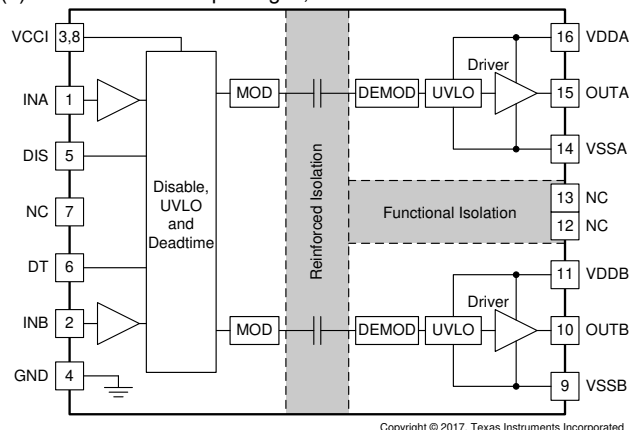 VCCI 3,8
INA 1
DIS 5
NC 7
DT 6
INB 2
GND 4
Disable,
UVLO
and
Deadtime
MOD
MOD
Reinforced Isolation
DEMOD UVLO
Driver
Functional Isolation
DEMOD UVLO
Driver
16 VDDA
15 OUTA
14 VSSA
13 NC
12 NC
11 VDDB
10 OUTB
9 VSSB
Copyright © 2017, Texas Instruments Incorporated